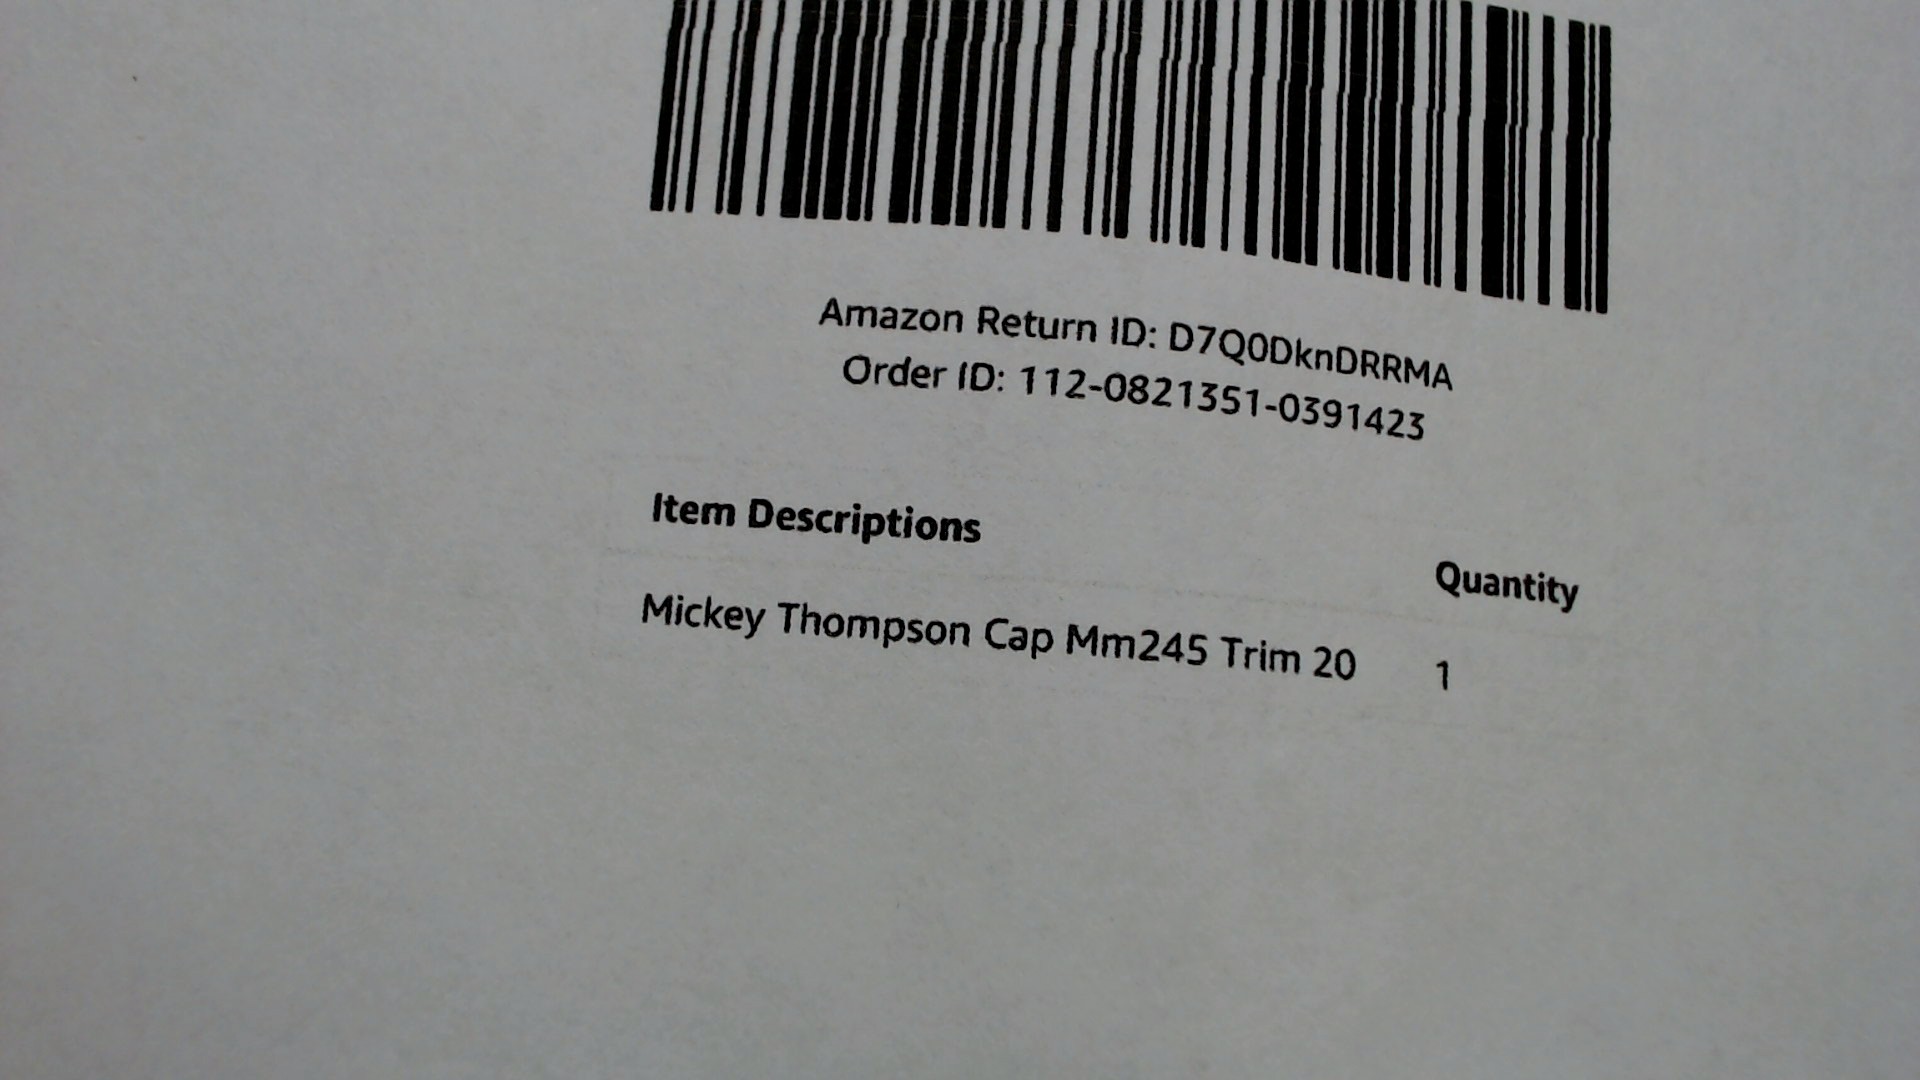 Amazon Return ID: D7Q0DknDRRMA
Order ID: 112-0821351-0391423
Item Descriptions
Quantity
Mickey Thompson Cap Mm245 Trim 20
1